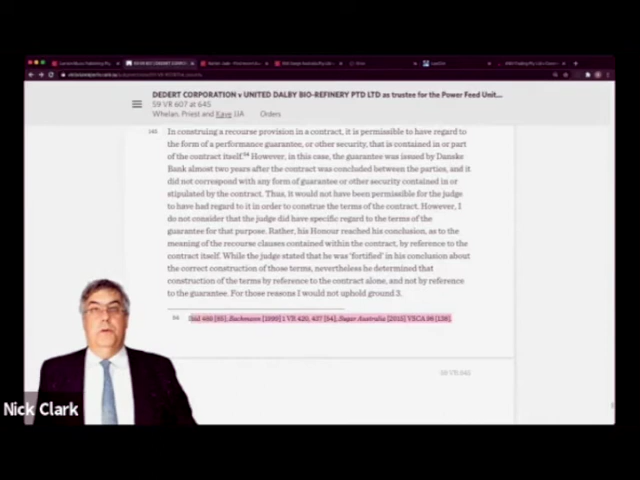 DEDERT CORPORATION v UNITED DALBY BIO-REFINERY PTD LTD as trustee for the Power Feed Unit...
59 VR 607 at 645
Whelan, Priest and Kaye JJA Orders
145 In construing a recourse provision in a contract, it is permissible to have regard to
the form of a performance guarantee, or other security, that is contained in or part
of the contract itself. However, in this case, the guarantee was issued by Danske
Bank almost two years after the contract was concluded between the parties, and it
did not correspond with any form of guarantee or other security contained in or
stipulated by the contract. Thus, it would not have been permissible for the judge
to have had regard to it in order to construe the terms of the contract. However, I
do not consider that the judge did have specific regard to the terms of the
guarantee for that purpose. Rather, his Honour reached his conclusion, as to the
meaning of the recourse clauses contained within the contract, by reference to the
contract itself. While the judge stated that he was 'fortified' in his conclusion about
the correct construction of those terms, nevertheless he determined that
construction of the terms by reference to the contract alone, and not by reference
to the guarantee. For those reasons I would not uphold ground 3.
Bachmann [1999] 1 VR 420, 437 [54], Sugar Australia [2015] VSCA 98
Nick Clark